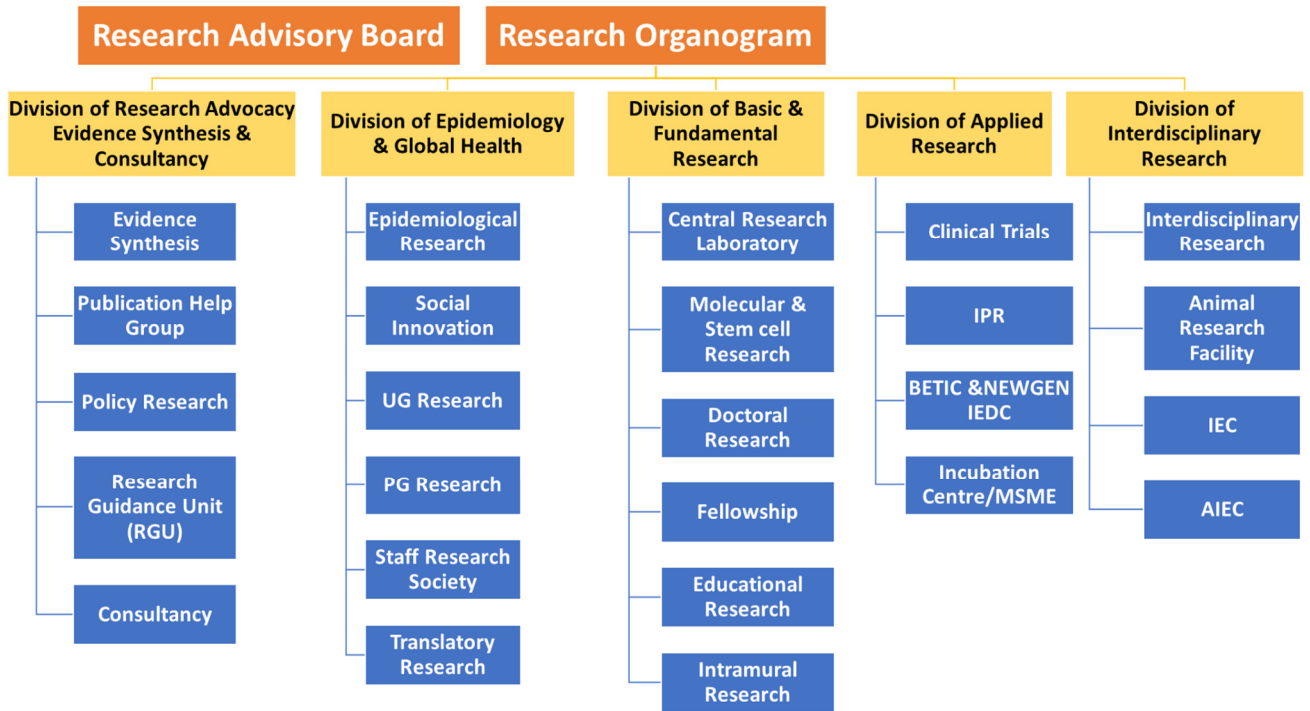 Research Advisory Board
Research Organogram
Division of Research Advocacy
Evidence Synthesis &
Consultancy
Division of Epidemiology
& Global Health
Division of Basic &
Fundamental
Research
Division of Applied
Research
Division of
Interdisciplinary
Research
Evidence
Synthesis
Publication Help
Group
Policy Research
Research
Guidance Unit
(RGU)
Consultancy
Epidemiological
Research
Social
Innovation
UG Research
PG Research
Staff Research
Society
Translatory
Research
Central Research
Laboratory
Molecular &
Stem cell
Research
Doctoral
Research
Fellowship
Educational
Research
Intramural
Research
Clinical Trials
IPR
BETIC &NEWGEN
IEDC
Incubation
Centre/MSME
Interdisciplinary
Research
Animal
Research
Facility
IEC
AIEC